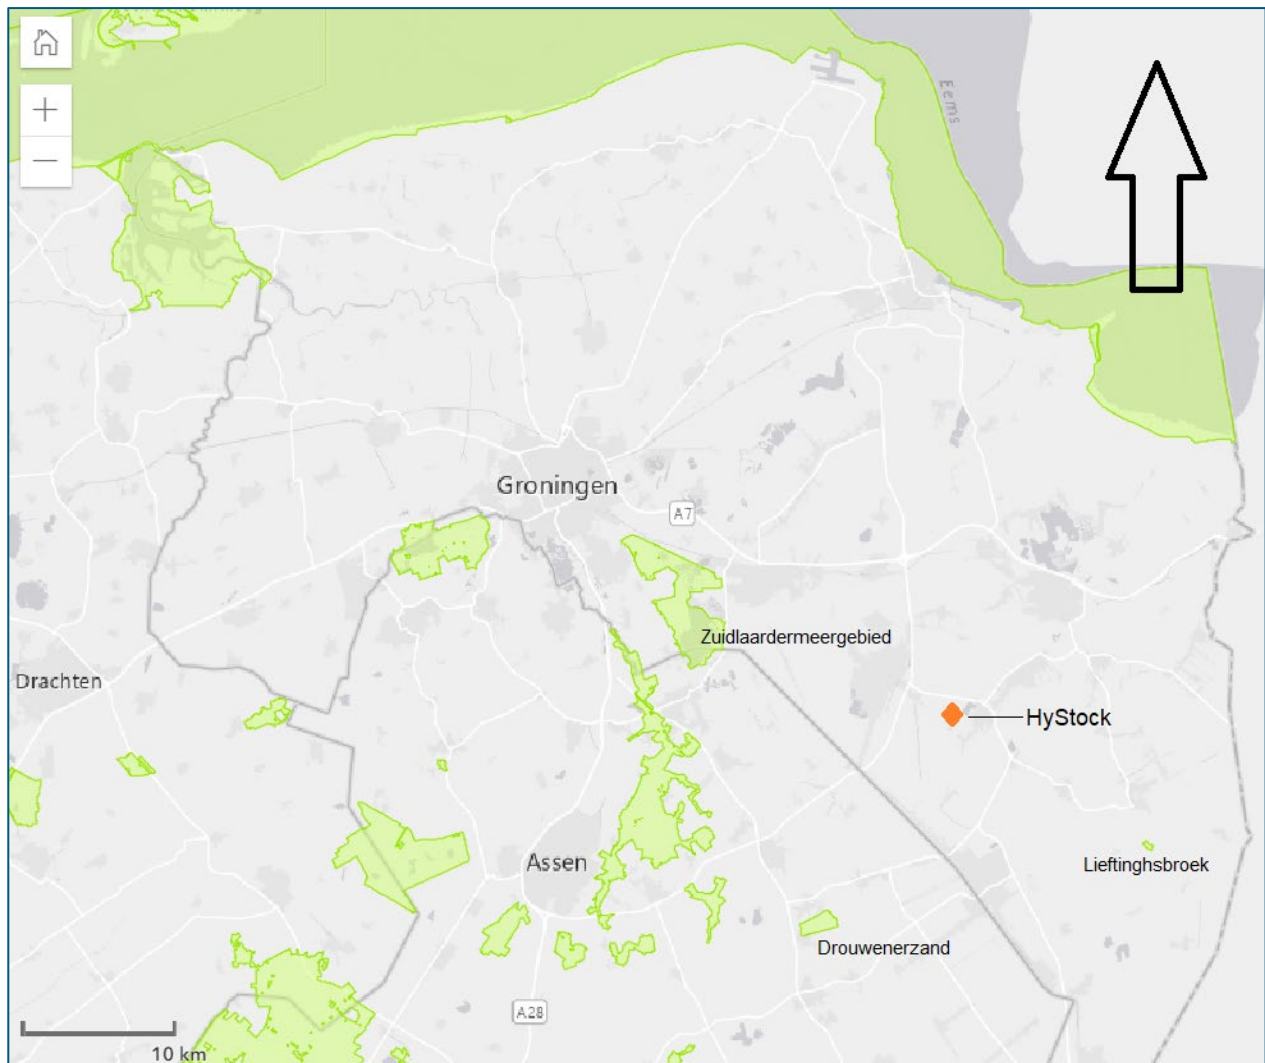 Eems
Groningen
A7
Zuidlaardermeergebied
Drachten
HyStock
Assen
Lieftinghsbroek
Drouwenerzand
A28
10 km